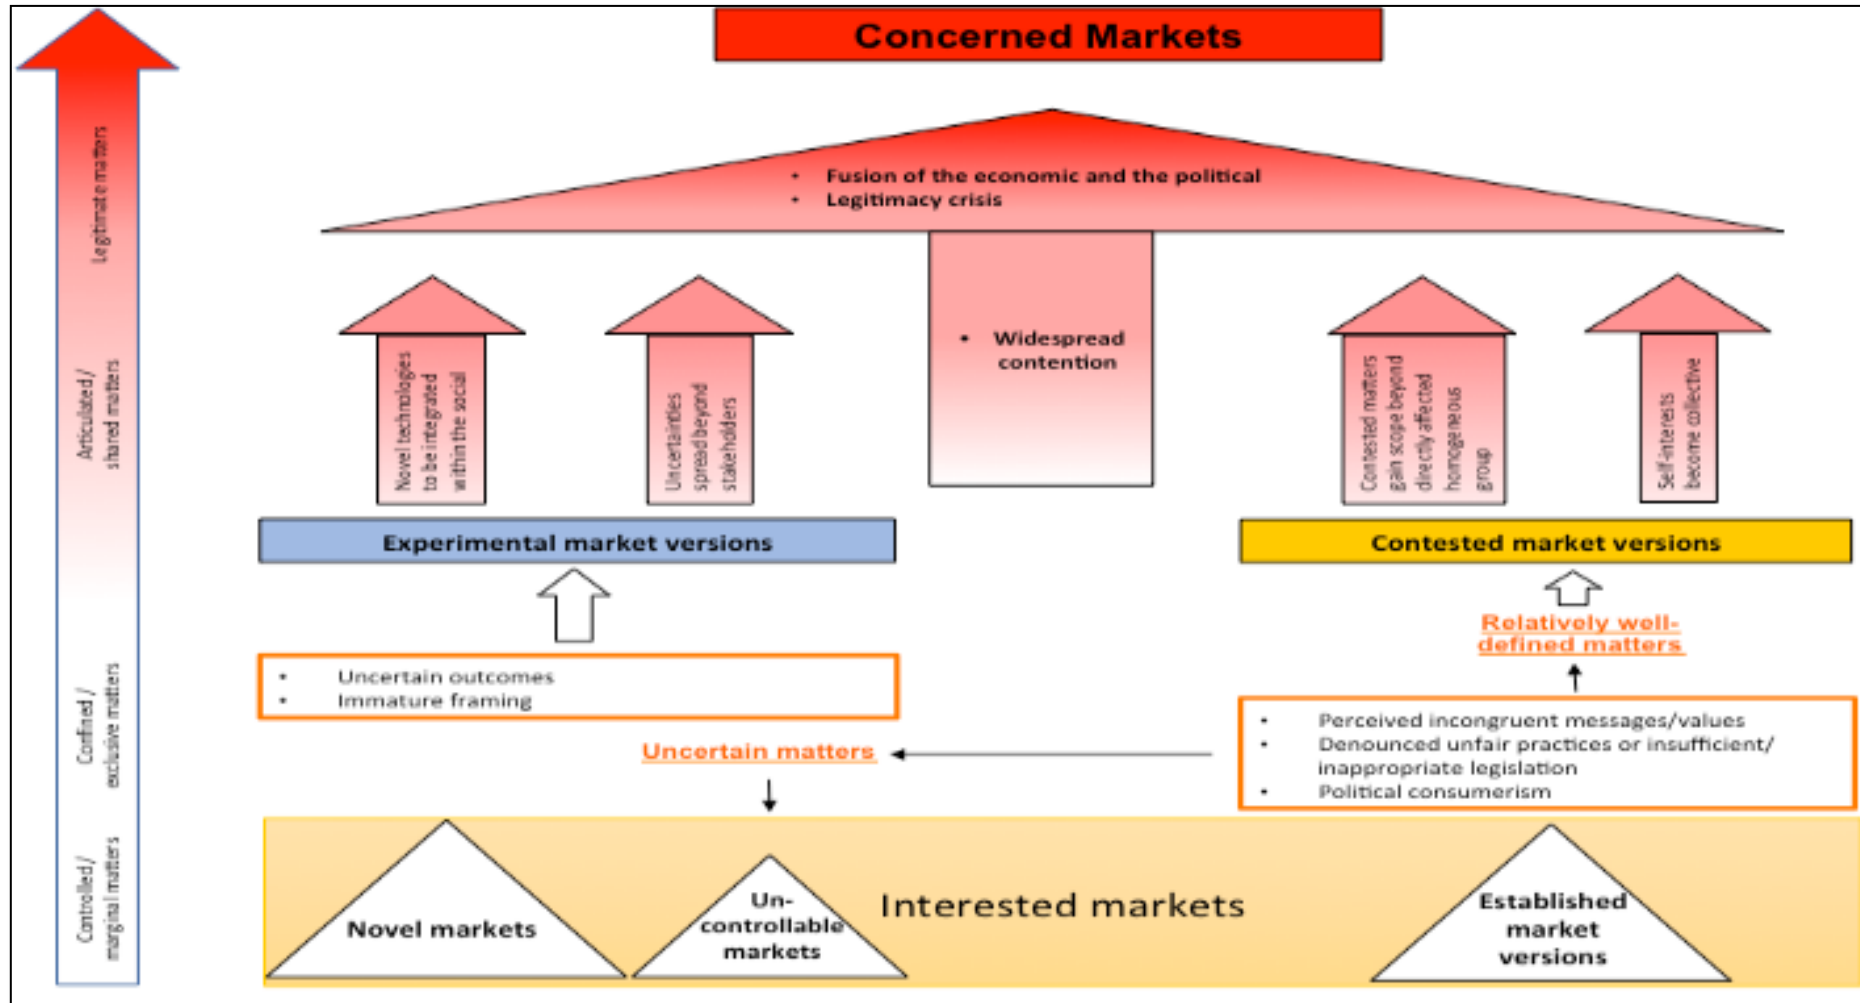 Concerned Markets
Legitimate matters
Articulated /
shared matters
Confined /
exclusive matters
Controlled /
marginal matters
• Fusion of the economic and the political
• Legitimacy crisis
• Widespread
contention
Novel technologies
to be integrated
within the social
Uncertainties
spread beyond
stakeholders
Contested matters
gain scope beyond
directly affected
homogeneous
group
Self-interests
become collective
Experimental market versions
Contested market versions
Relatively well-
defined matters
• Uncertain outcomes
• Immature framing
• Perceived incongruent messages/values
• Denounced unfair practices or insufficient/
inappropriate legislation
• Political consumerism
Uncertain matters
Novel markets
Un-
controllable
markets
Interested markets
Established
market
versions